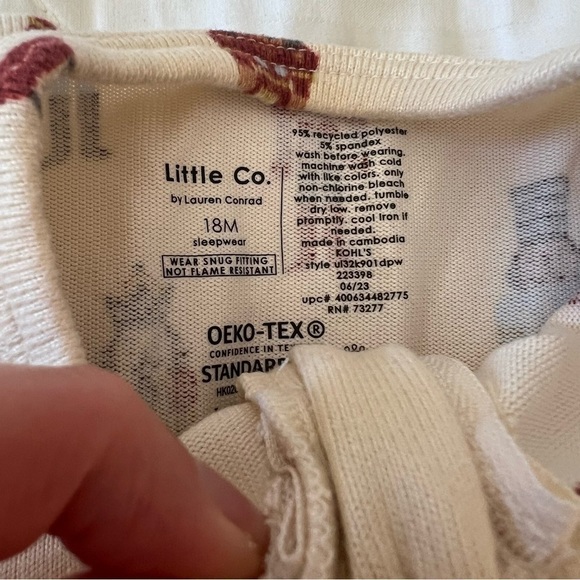 Little Co.
by Lauren Conrad
18M
sleepwear
WEAR SNUG FITTING
NOT FLAME RESISTANT
95% recycled polyester
5% spandex
wash before wearing.
machine wash cold
with like colors. only
non-chlorine bleach
when needed. tumble
dry low. remove
promptly. cool iron if
needed.
made in cambodia
KOHL'S
style ul32k901dpw
223398
06/23
upc# 400634482775
RN# 73277
OEKO-TEX®
CONFIDENCE IN
STANDARD